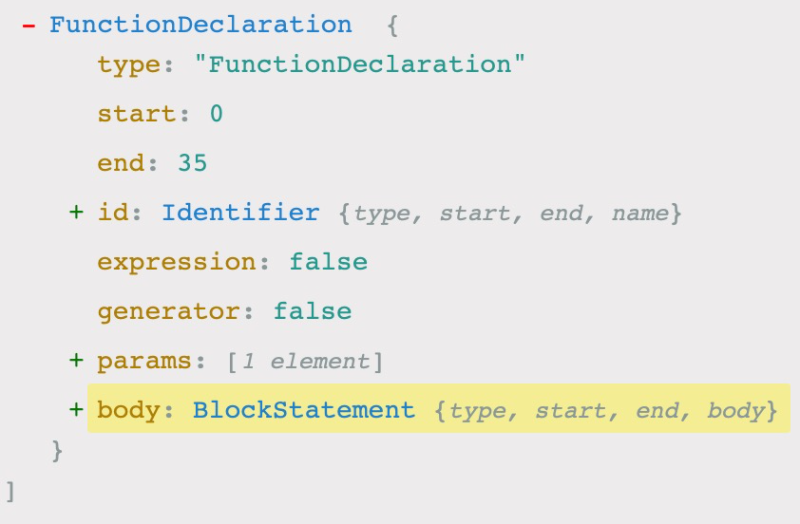 - FunctionDeclaration {
type: "FunctionDeclaration"
start: 0
end: 35
+ id: Identifier {type, start, end, name}
expression: false
generator: false
+ params: [1 element]
+ body: BlockStatement {type, start, end, body}
}
]